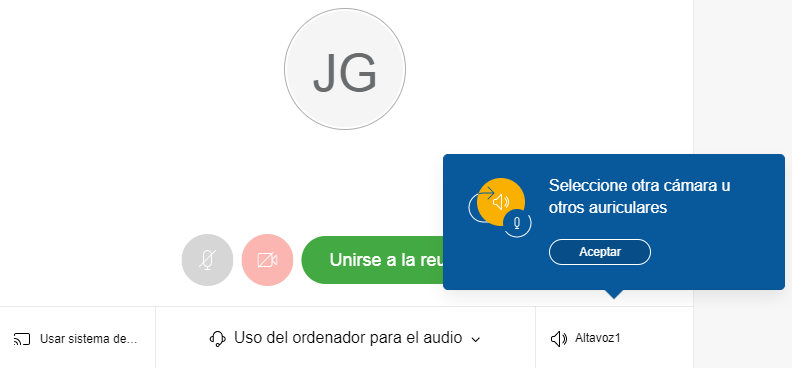 JG
Seleccione otra cámara u
otros auriculares
Aceptar
Unirse a la reu
Usar sistema de...
Uso del ordenador para el audio
Altavoz1